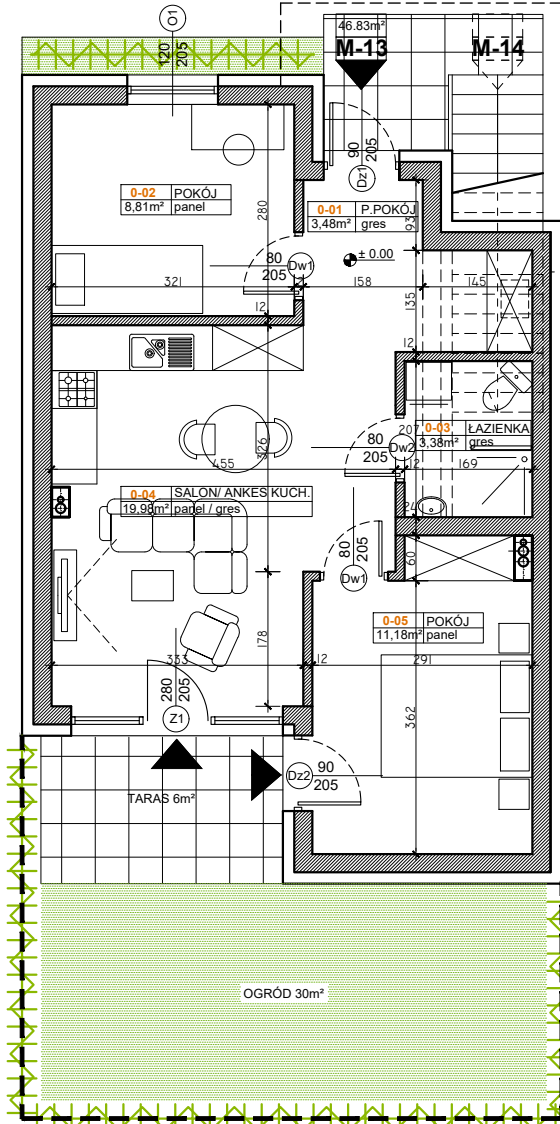 O1
120
205
46.83m²
M-13
M-14
90
205
Dz1
0-02 POKÓJ
8,81m² panel
0-01 P.POKÓJ
3,48m² gres
280
93
80
205
Dw1
± 0.00
321
12
158
145
135
12
12
326
455
207
0-03 ŁAZIENKA
3,38m² gres
80
205
Dw2
12
169
24
0-04 SALON/ ANKES KUCH.
19,98m² panel / gres
80
205
Dw1
60
0-05 POKÓJ
11,18m² panel
178
333
12
291
280
205
Z1
362
90
205
Dz2
TARAS 6m²
OGRÓD 30m²